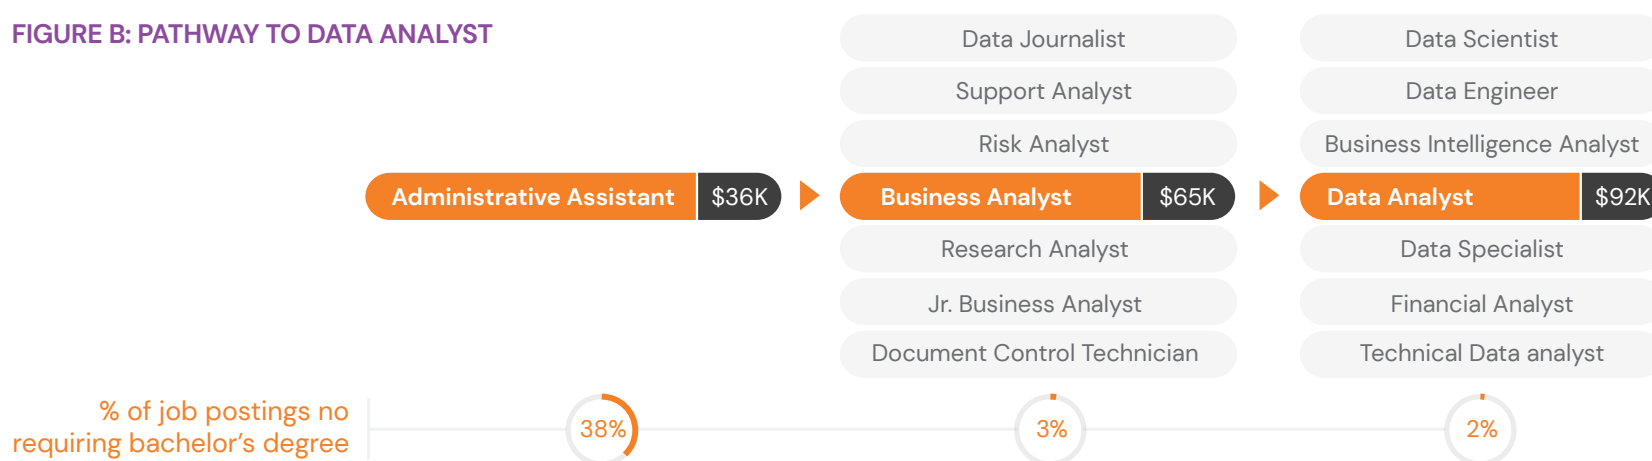 FIGURE B: PATHWAY TO DATA ANALYST
Administrative Assistant $36K
Data Journalist
Support Analyst
Risk Analyst
Business Analyst $65K
Research Analyst
Jr. Business Analyst
Document Control Technician
Data Scientist
Data Engineer
Business Intelligence Analyst
Data Analyst $92K
Data Specialist
Financial Analyst
Technical Data analyst
% of job postings no
requiring bachelor's degree
38%
3%
2%